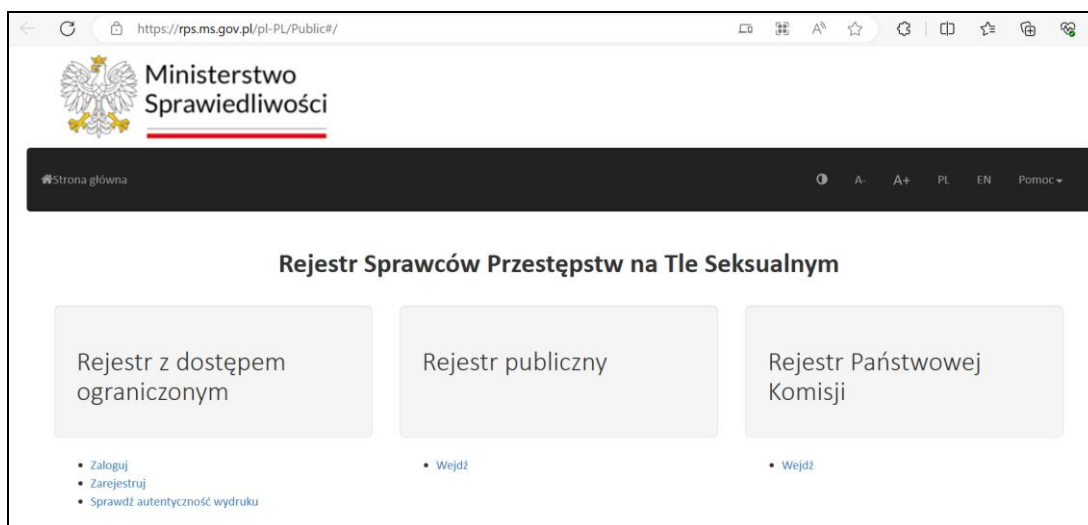 https://rps.ms.gov.pl/pl-PL/Public#/
Ministerstwo
Sprawiedliwości
Strona główna
A-
A+
PL
EN
Pomoc
Rejestr Sprawców Przestępstw na Tle Seksualnym
Rejestr z dostępem
ograniczonym
Rejestr publiczny
Rejestr Państwowej
Komisji
Zaloguj
Zarejestruj
Sprawdź autentyczność wydruku
Wejdź
Wejdź